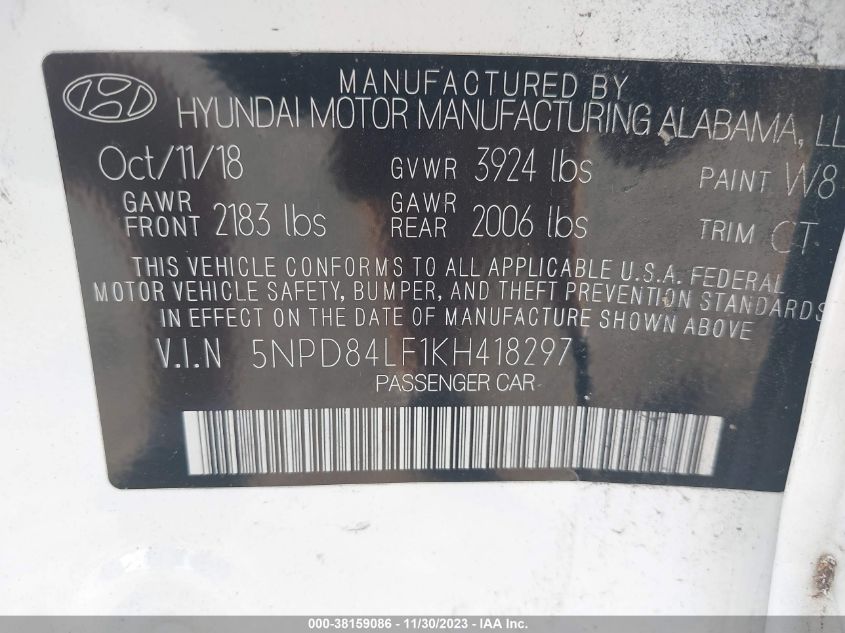 MANUFACTURED BY
HYUNDAI MOTOR MANUFACTURING ALABAMA, LL
Oct/11/18 GVWR 3924 lbs PAINT W8
GAWR FRONT 2183 lbs GAWR REAR 2006 lbs TRIM CT
THIS VEHICLE CONFORMS TO ALL APPLICABLE U.S.A. FEDERAL
MOTOR VEHICLE SAFETY, BUMPER, AND THEFT PREVENTION STANDARDS
IN EFFECT ON THE DATE OF MANUFACTURE SHOWN ABOVE
V.I.N 5NPD84LF1KH418297
PASSENGER CAR
000-38159086 - 11/30/2023 - IAAI.com